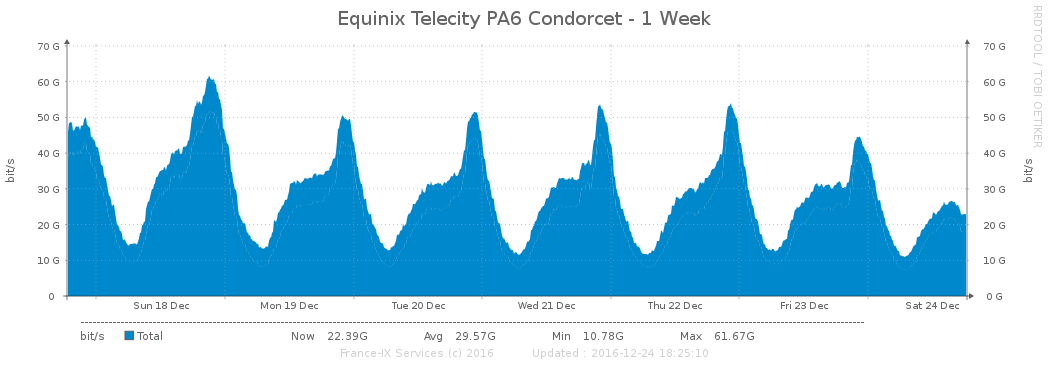 Equinix Telecity PA6 Condorcet - 1 Week
RRDTOOL / TOBI OETIKER
bit/s
bit/s
70 G 70 G
60 G 60 G
50 G 50 G
40 G 40 G
30 G 30 G
20 G 20 G
10 G 10 G
0 0 G
Sun 18 Dec Mon 19 Dec Tue 20 Dec Wed 21 Dec Thu 22 Dec Fri 23 Dec Sat 24 Dec
bit/s Total Now 22.39G Avg 29.57G Min 10.78G Max 61.67G
France-IX Services (c) 2016 Updated : 2016-12-24 18:25:10